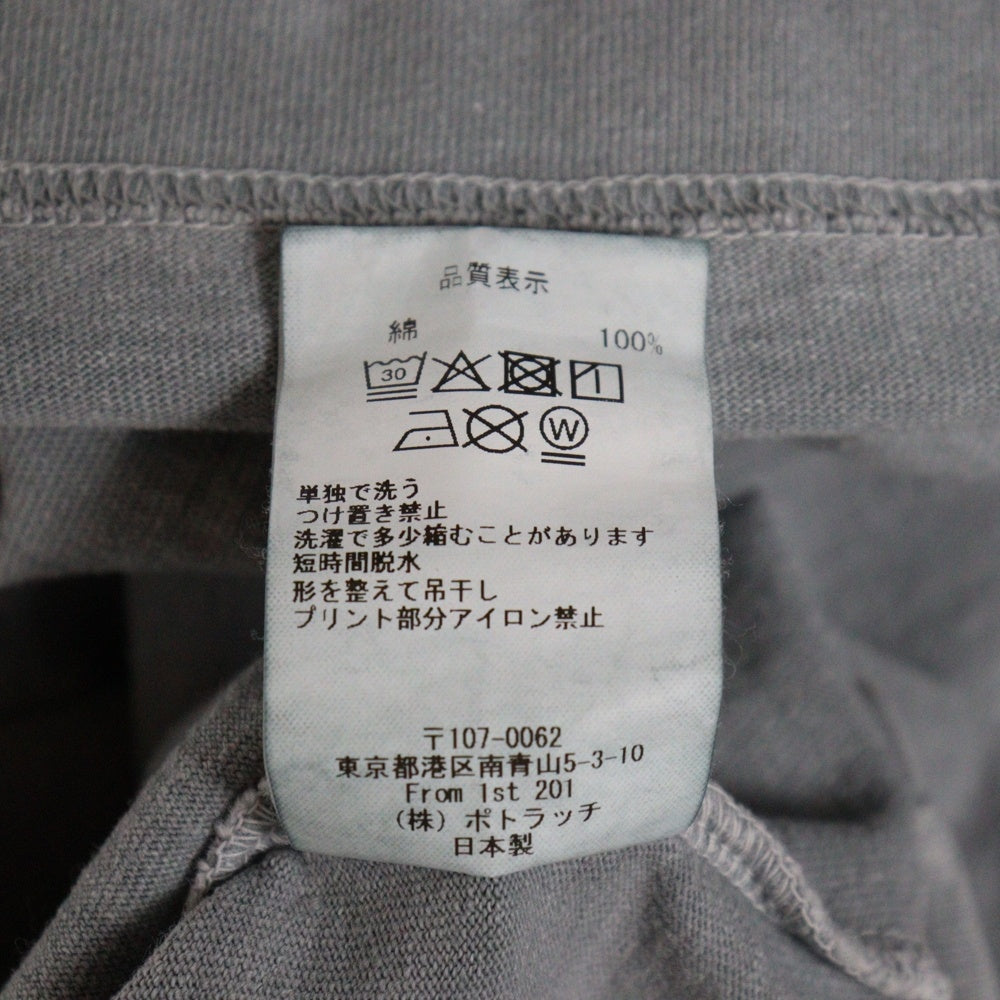 品質表示
綿 100%
30
W
単独で洗う
つけ置き禁止
洗濯で多少縮むことがあります
短時間脱水
形を整えて吊干し
プリント部分アイロン禁止
〒107-0062
東京都港区南青山5-3-10
From 1st 201
(株) ポトラッチ
日本製